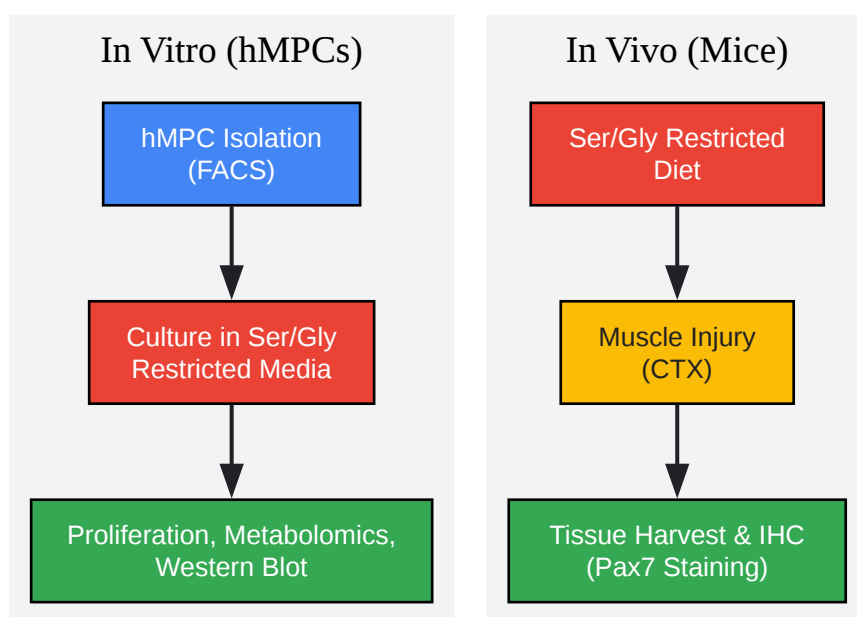 In Vitro (hMPCs)
hMPC Isolation
(FACS)
Culture in Ser/Gly
Restricted Media
Proliferation, Metabolomics,
Western Blot
In Vivo (Mice)
Ser/Gly Restricted
Diet
Muscle Injury
(CTX)
Tissue Harvest & IHC
(Pax7 Staining)